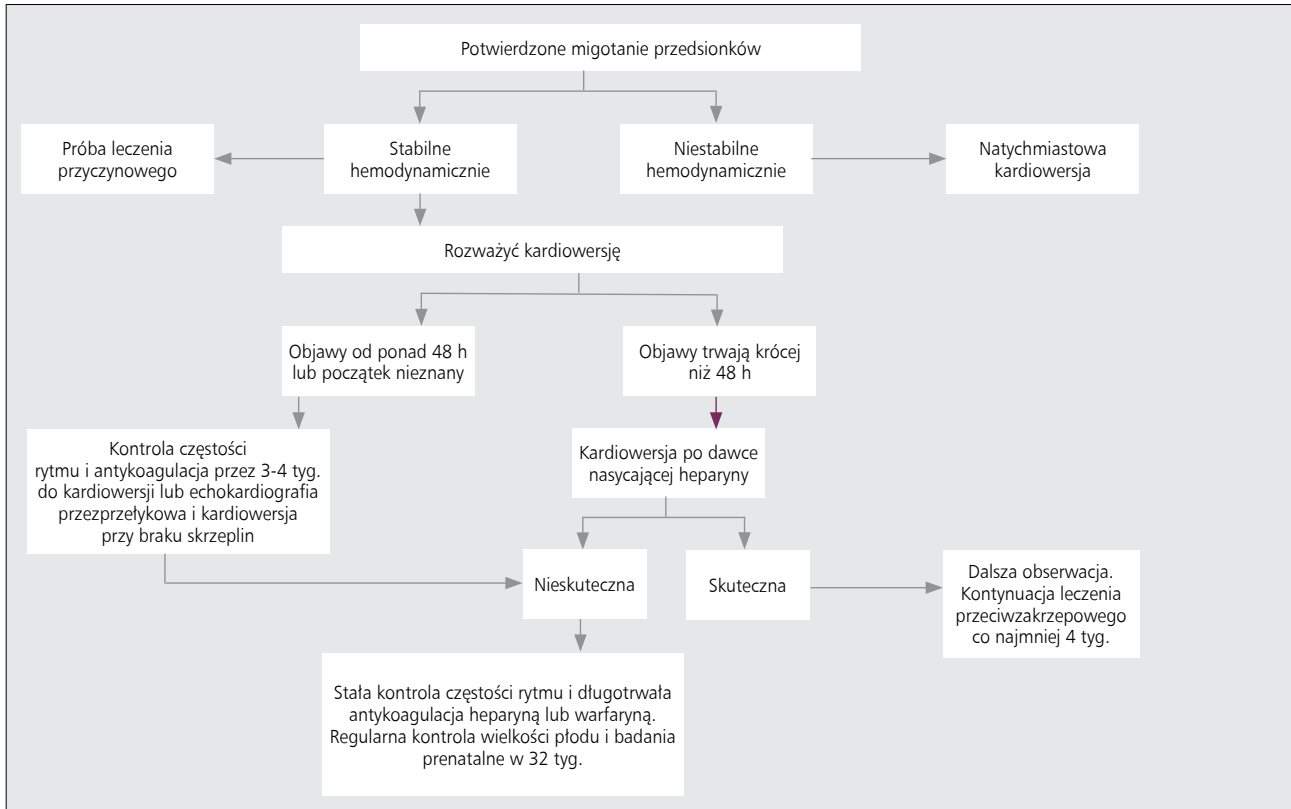 Potwierdzone migotanie przedsionków
Próba leczenia
przyczynowego
Stabilne
hemodynamicznie
Niestabilne
hemodynamicznie
Natychmiastowa
kardiowersja
Rozważyć kardiowersję
Objawy od ponad 48 h
lub początek nieznany
Objawy trwają krócej
niż 48 h
Kontrola częstości
rytmu i antykoagulacja przez 3-4 tyg.
do kardiowersji lub echokardiografia
przezprzełykowa i kardiowersja
przy braku skrzeplin
Kardiowersja po dawce
nasycającej heparyny
Nieskuteczna
Skuteczna
Dalsza obserwacja.
Kontynuacja leczenia
przeciwzakrzepowego
co najmniej 4 tyg.
Stała kontrola częstości rytmu i długotrwała
antykoagulacja heparyną lub warfaryną.
Regularna kontrola wielkości płodu i badania
prenatalne w 32 tyg.